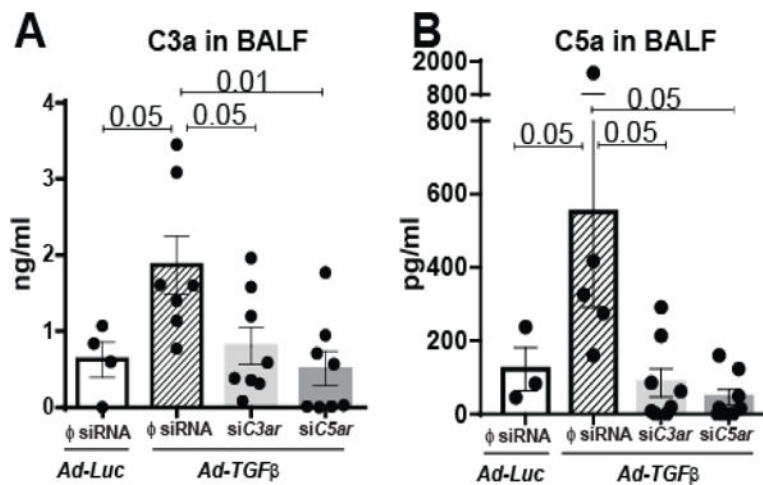 A
C3a in BALF
0.01
0.05
0.05
4
3
2
1
0
ng/ml
ϕ siRNA
ϕ siRNA
siC3ar
siC5ar
Ad-Luc
Ad-TGFβ
B
C5a in BALF
2000
800
0.05
800
0.05
0.05
600
400
200
0
pg/ml
ϕ siRNA
ϕ siRNA
siC3ar
siC5ar
Ad-Luc
Ad-TGFβ